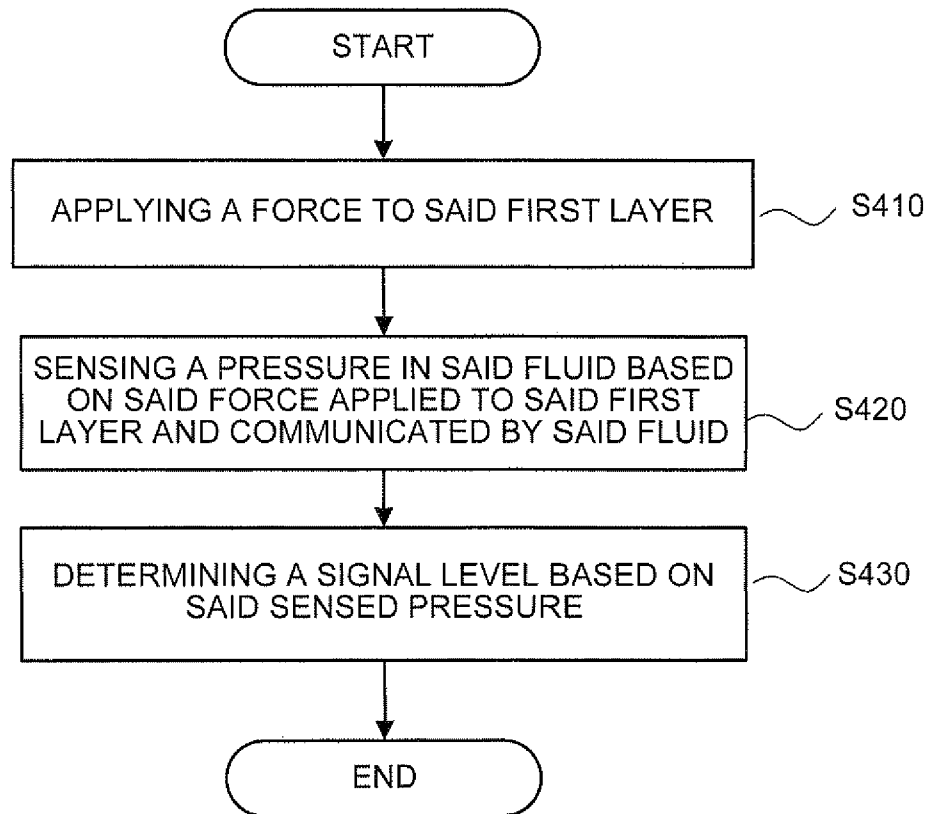 START
APPLYING A FORCE TO SAID FIRST LAYER
S410
SENSING A PRESSURE IN SAID FLUID BASED
ON SAID FORCE APPLIED TO SAID FIRST
LAYER AND COMMUNICATED BY SAID FLUID
S420
DETERMINING A SIGNAL LEVEL BASED ON
SAID SENSED PRESSURE
S430
END